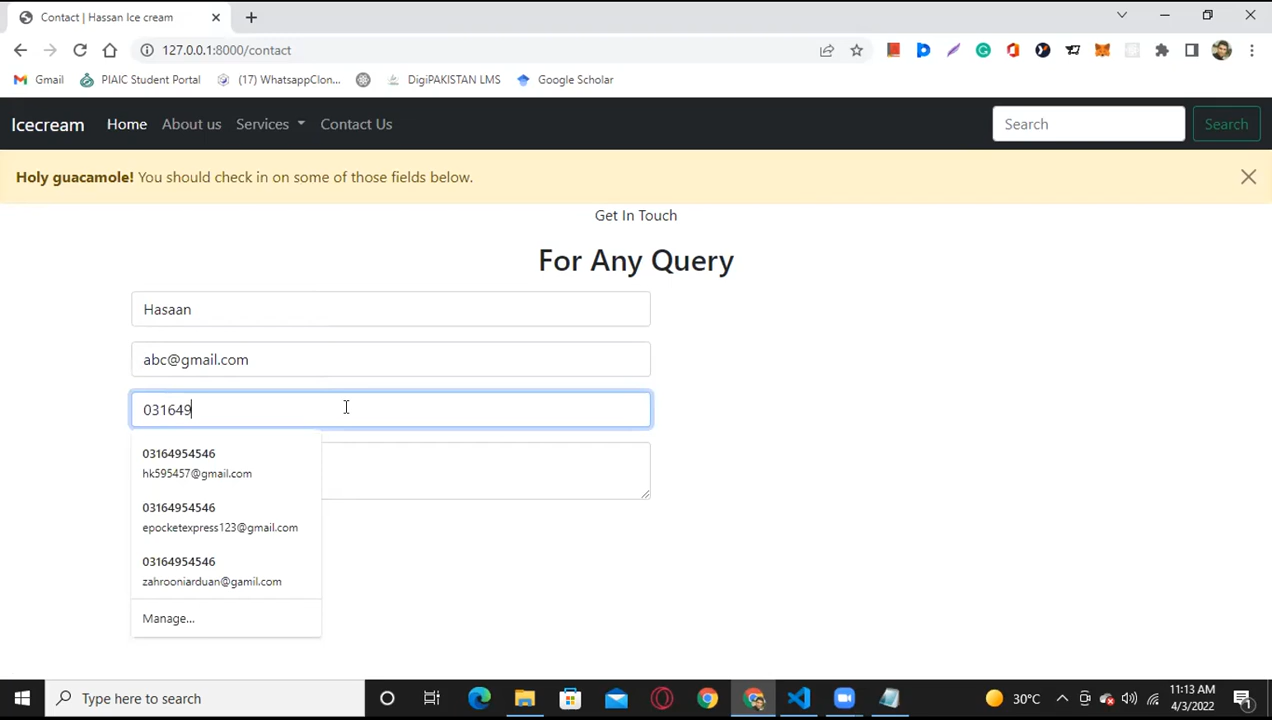 Contact | Hassan Ice cream
127.0.0.1:8000/contact
Gmail PIAIC Student Portal (17) WhatsappClon... DigiPAKISTAN LMS Google Scholar
Icecream Home About us Services Contact Us Search Search
Holy guacamole! You should check in on some of those fields below.
Get In Touch
For Any Query
Hasaan
abc@gmail.com
031649
03164954546
hk595457@gmail.com
03164954546
epocketexpress123@gmail.com
03164954546
zahrooniarduan@gamil.com
Manage...
Type here to search 30°C 11:13 AM
4/3/2022 1